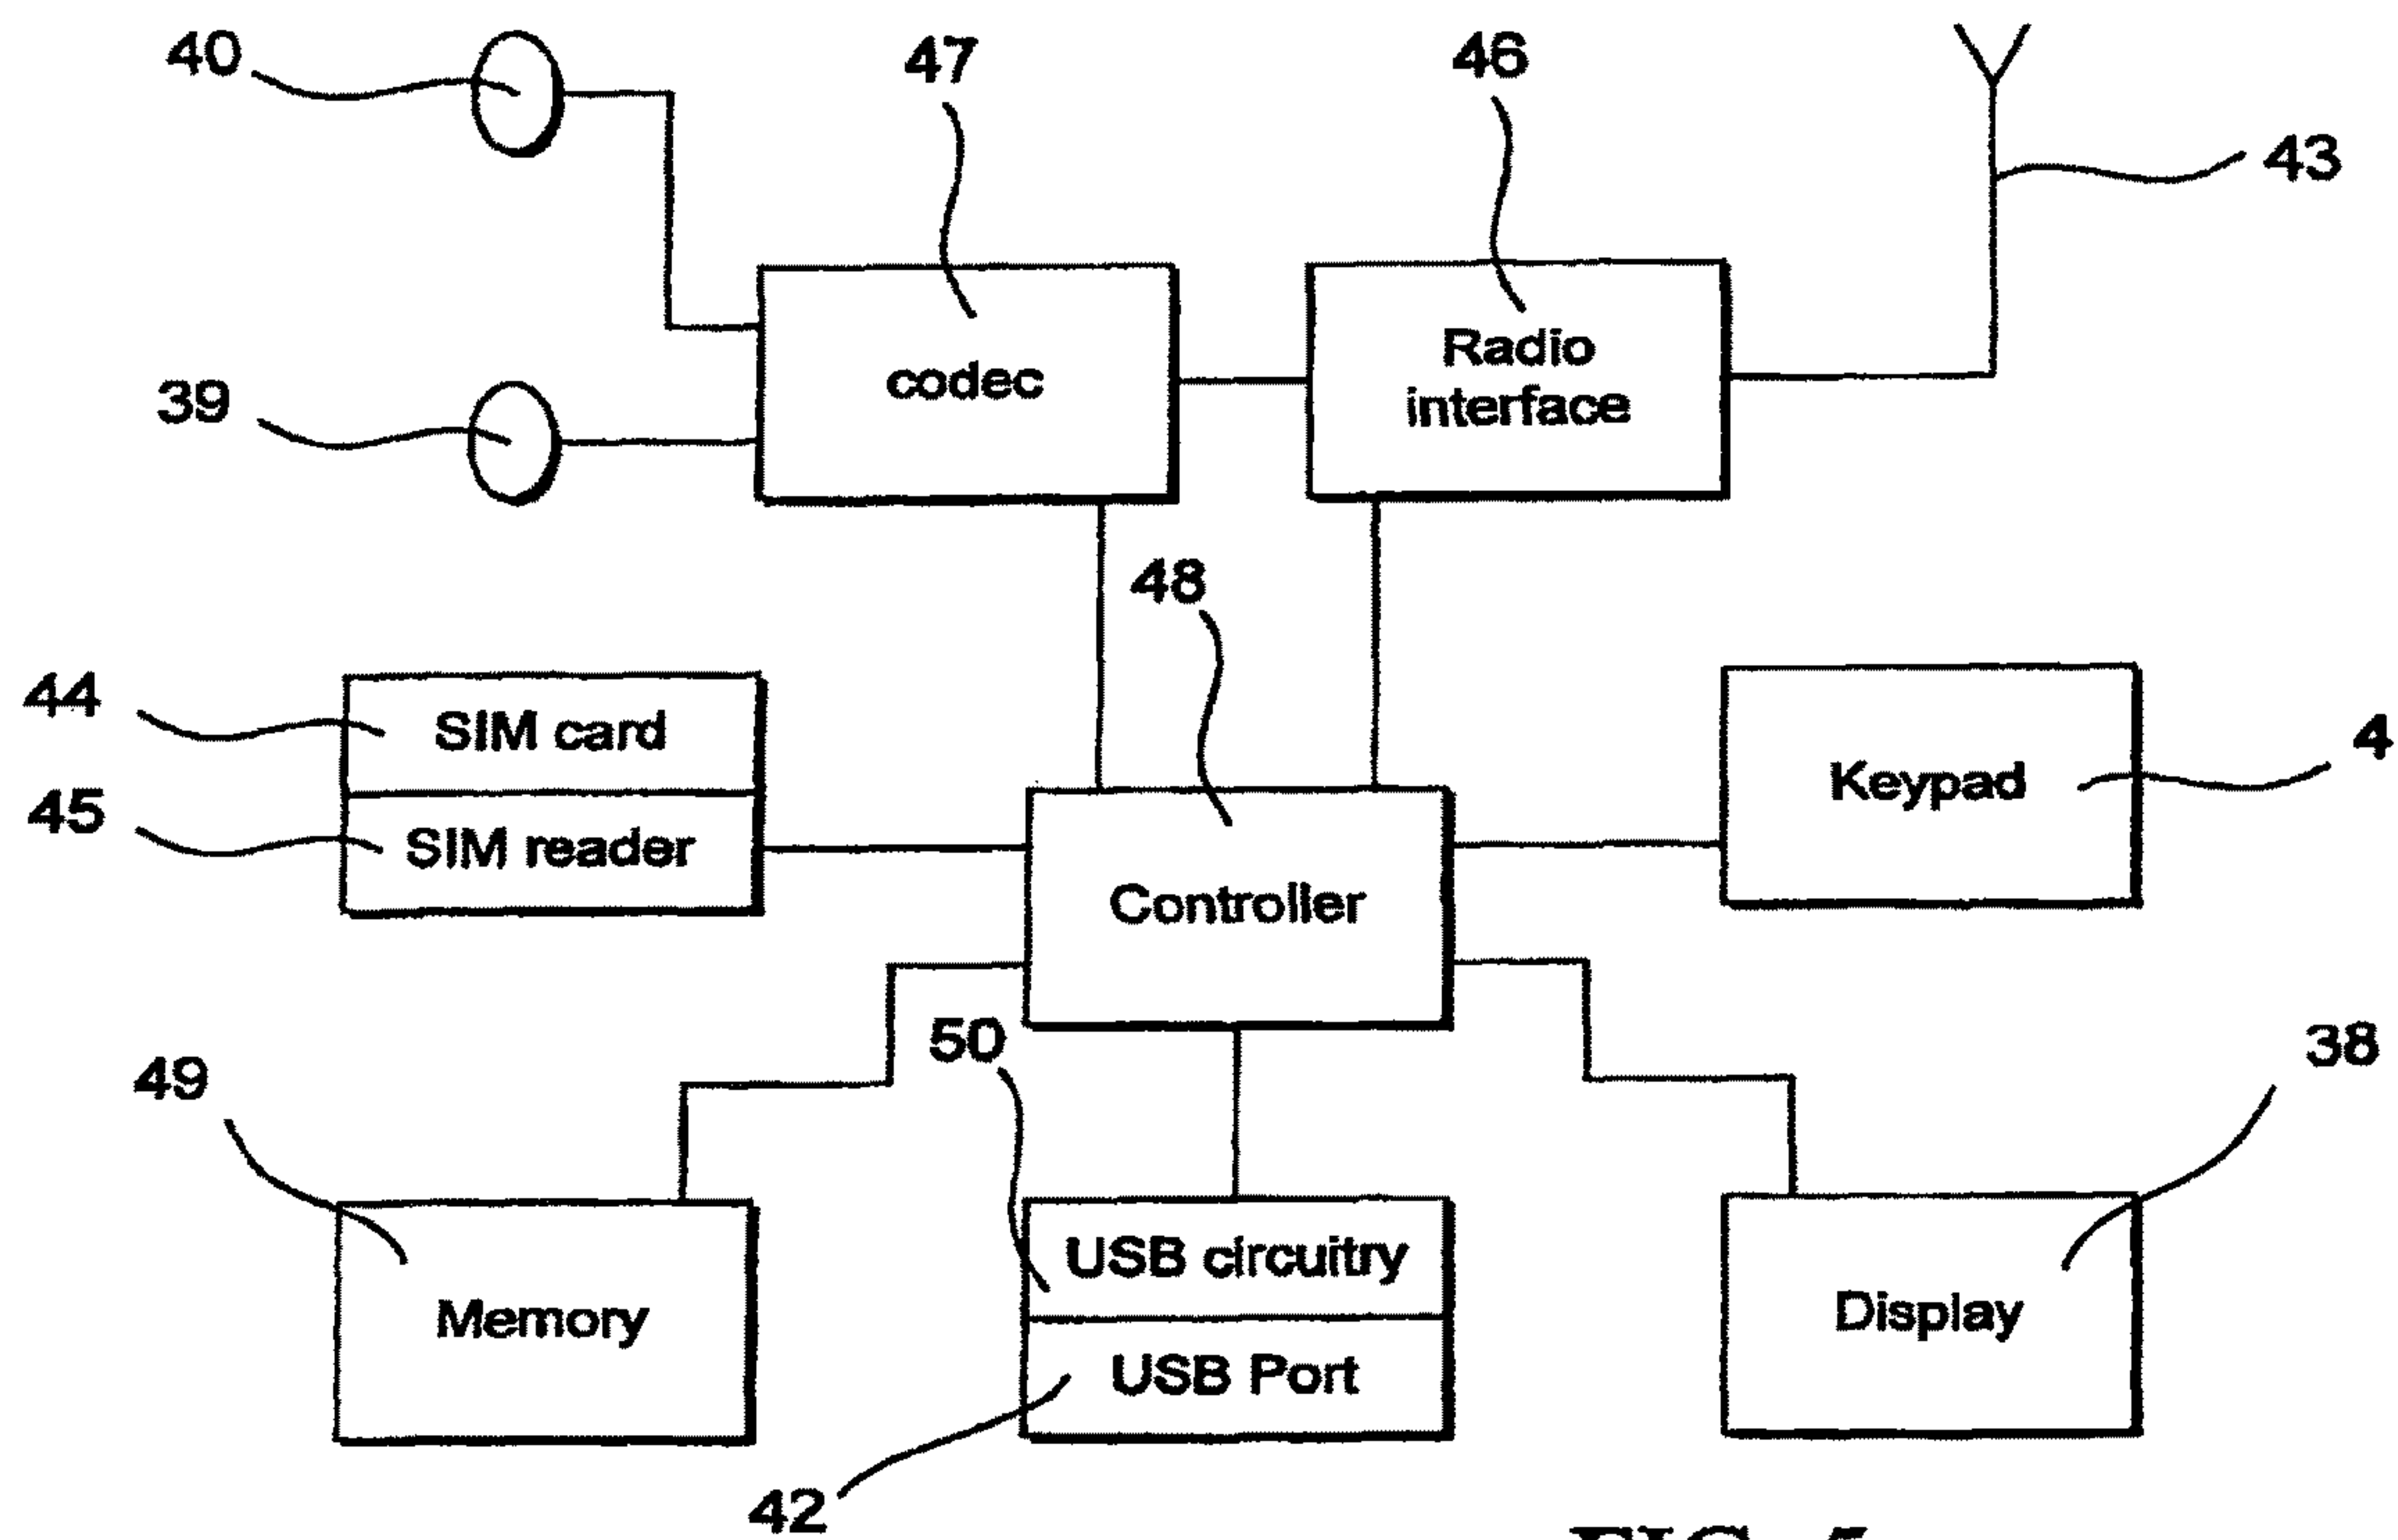 40
47
46
43
codec
Radio
interface
39
48
44
SIM card
Keypad
4
45
SIM reader
Controller
50
38
49
USB circuitry
Memory
Display
USB Port
42